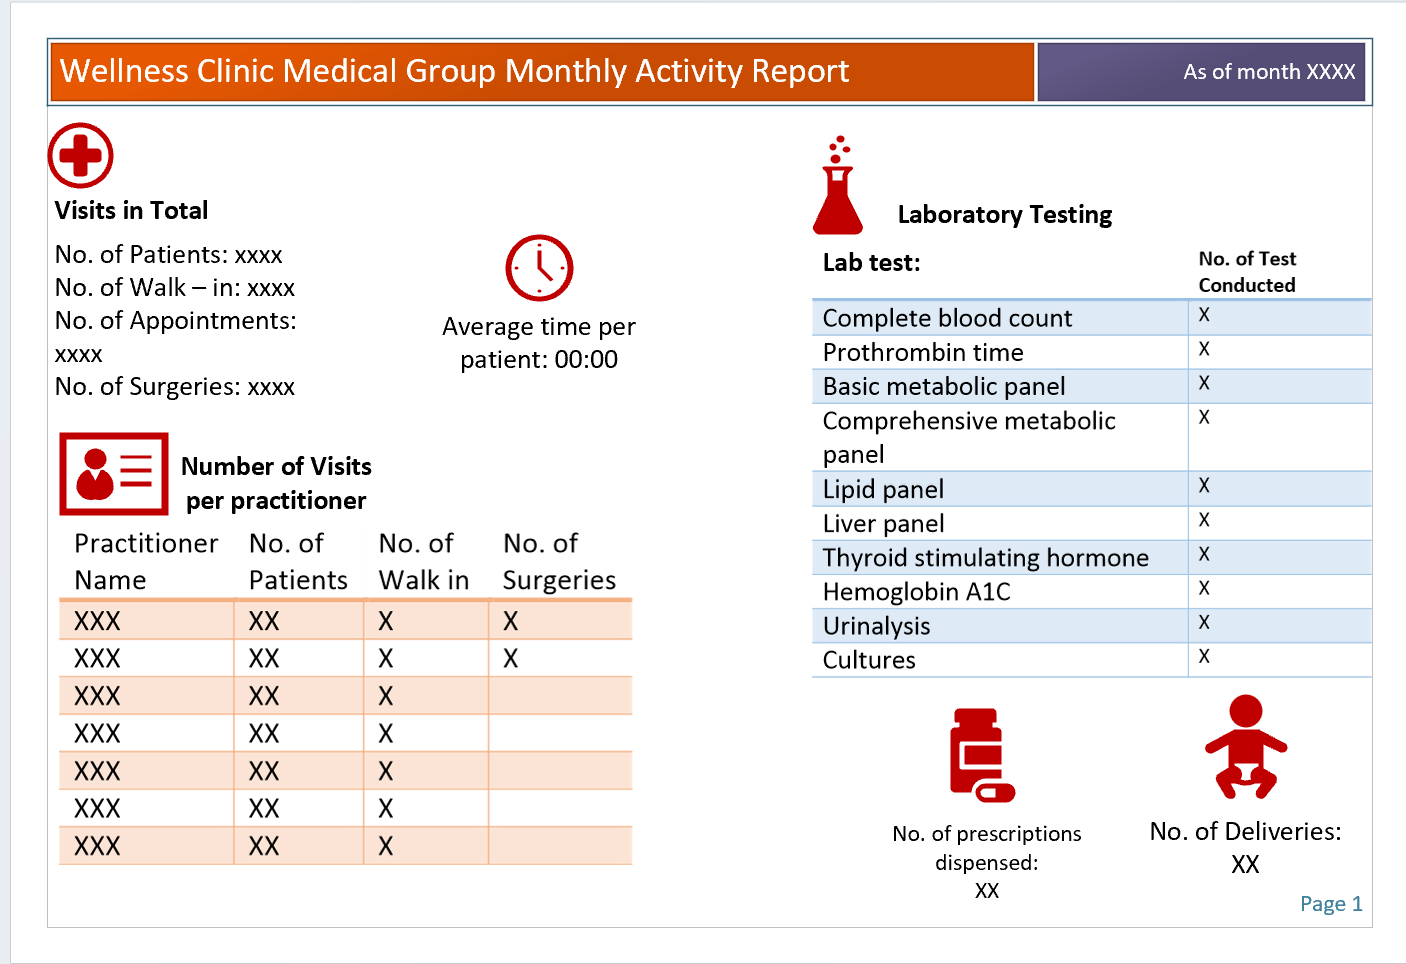 Wellness Clinic Medical Group Monthly Activity Report
As of month XXXX
Visits in Total
No. of Patients: xxxx
No. of Walk – in: xxxx
No. of Appointments:
xxxx
No. of Surgeries: xxxx
Average time per
patient: 00:00
Number of Visits
per practitioner
Practitioner Name No. of Patients No. of Walk in No. of Surgeries
XXX XX X X
XXX XX X X
XXX XX X
XXX XX X
XXX XX X
XXX XX X
XXX XX X
Laboratory Testing
Lab test: No. of Test Conducted
Complete blood count X
Prothrombin time X
Basic metabolic panel X
Comprehensive metabolic panel X
Lipid panel X
Liver panel X
Thyroid stimulating hormone X
Hemoglobin A1C X
Urinalysis X
Cultures X
No. of prescriptions
dispensed:
XX
No. of Deliveries:
XX
Page 1